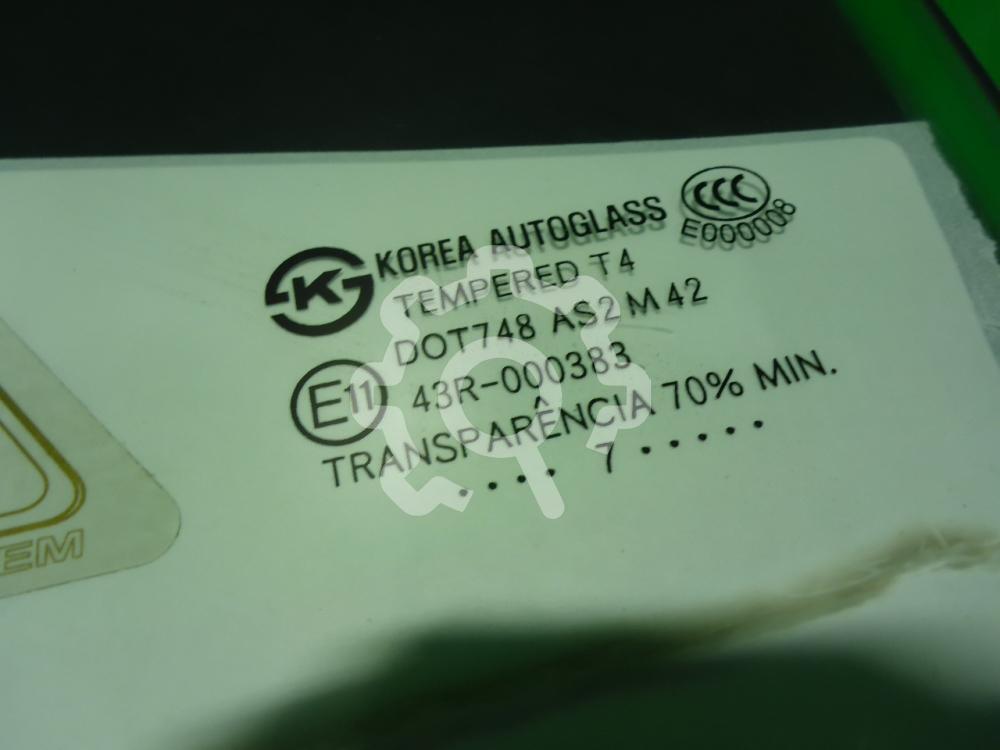 K KOREA AUTOGLASS CCC
E000008
TEMPERED T4
DOT748 AS2 M42
E11 43R-000383
TRANSPARÊNCIA 70% MIN.
.... 7 .....
EM